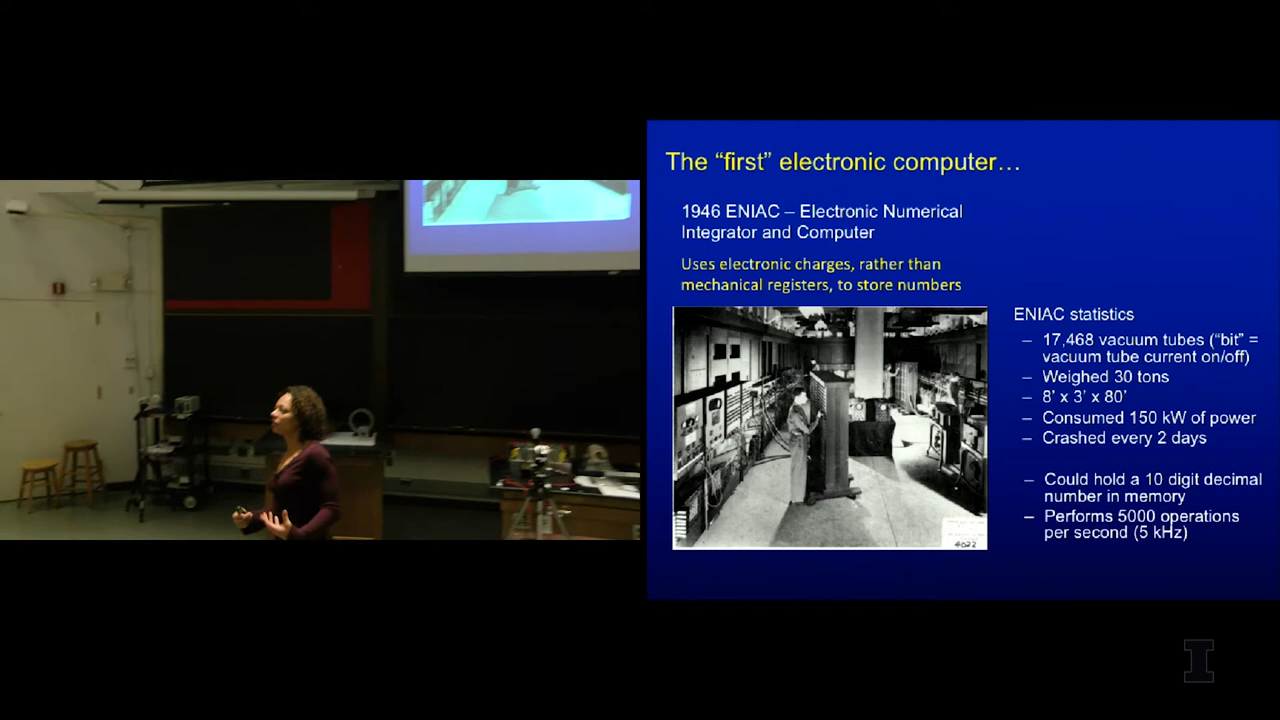 The “first” electronic computer…
1946 ENIAC – Electronic Numerical
Integrator and Computer
Uses electronic charges, rather than
mechanical registers, to store numbers
ENIAC statistics
– 17,468 vacuum tubes (“bit” =
vacuum tube current on/off)
– Weighed 30 tons
– 8’ x 3’ x 80’
– Consumed 150 kW of power
– Crashed every 2 days
– Could hold a 10 digit decimal
number in memory
– Performs 5000 operations
per second (5 kHz)
I